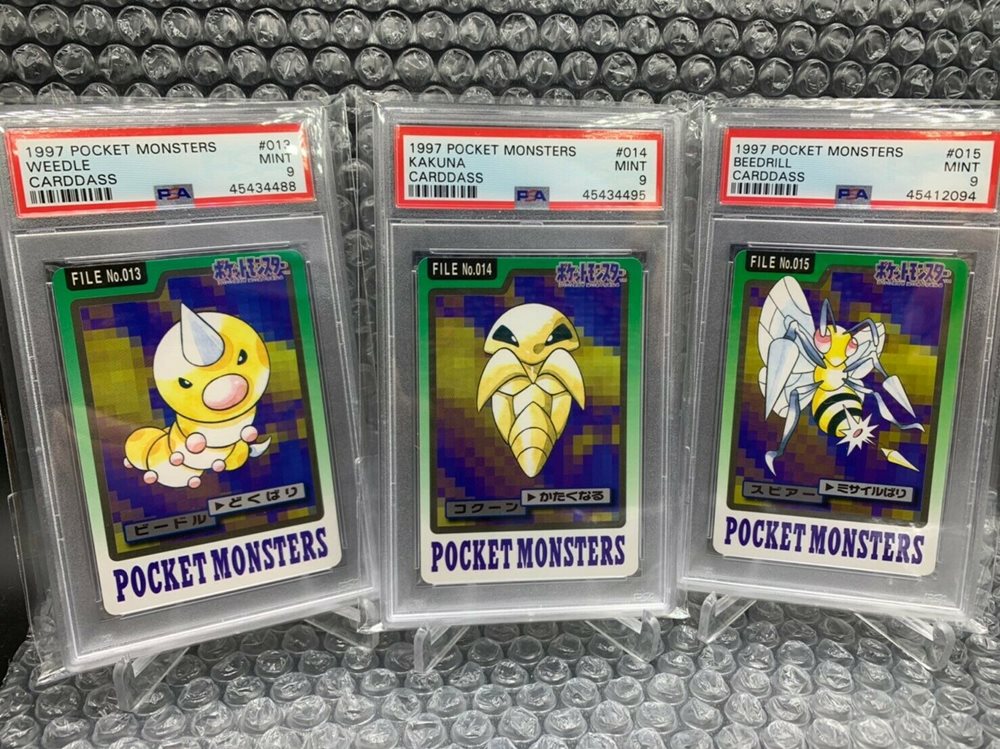 1997 POCKET MONSTERS #013
WEEDLE MINT
CARDDASS 9
PSA 45434488
FILE No.013
ポケットモンスター
ビードル
▶どくばり
POCKET MONSTERS
1997 POCKET MONSTERS #014
KAKUNA MINT
CARDDASS 9
PSA 45434495
FILE No.014
ポケットモンスター
コクーン
▶かたくなる
POCKET MONSTERS
1997 POCKET MONSTERS #015
BEEDRILL MINT
CARDDASS 9
PSA 45412094
FILE No.015
ポケットモンスター
スピアー
▶ミサイルばり
POCKET MONSTERS